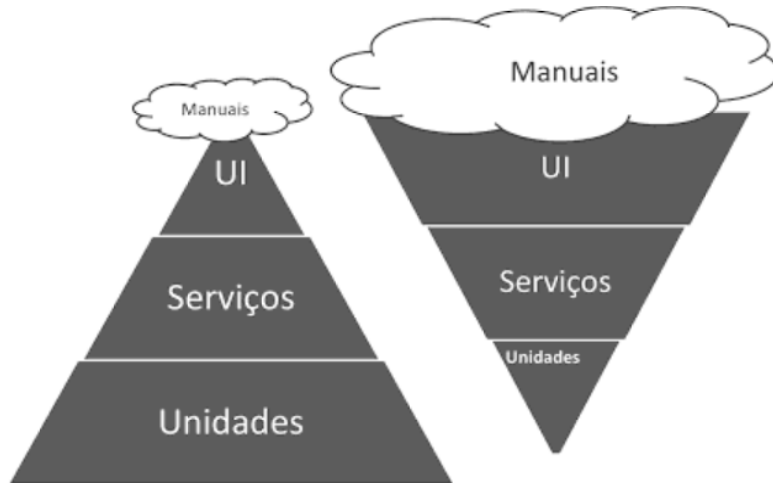 Manuais
UI
Serviços
Unidades
Manuais
UI
Serviços
Unidades